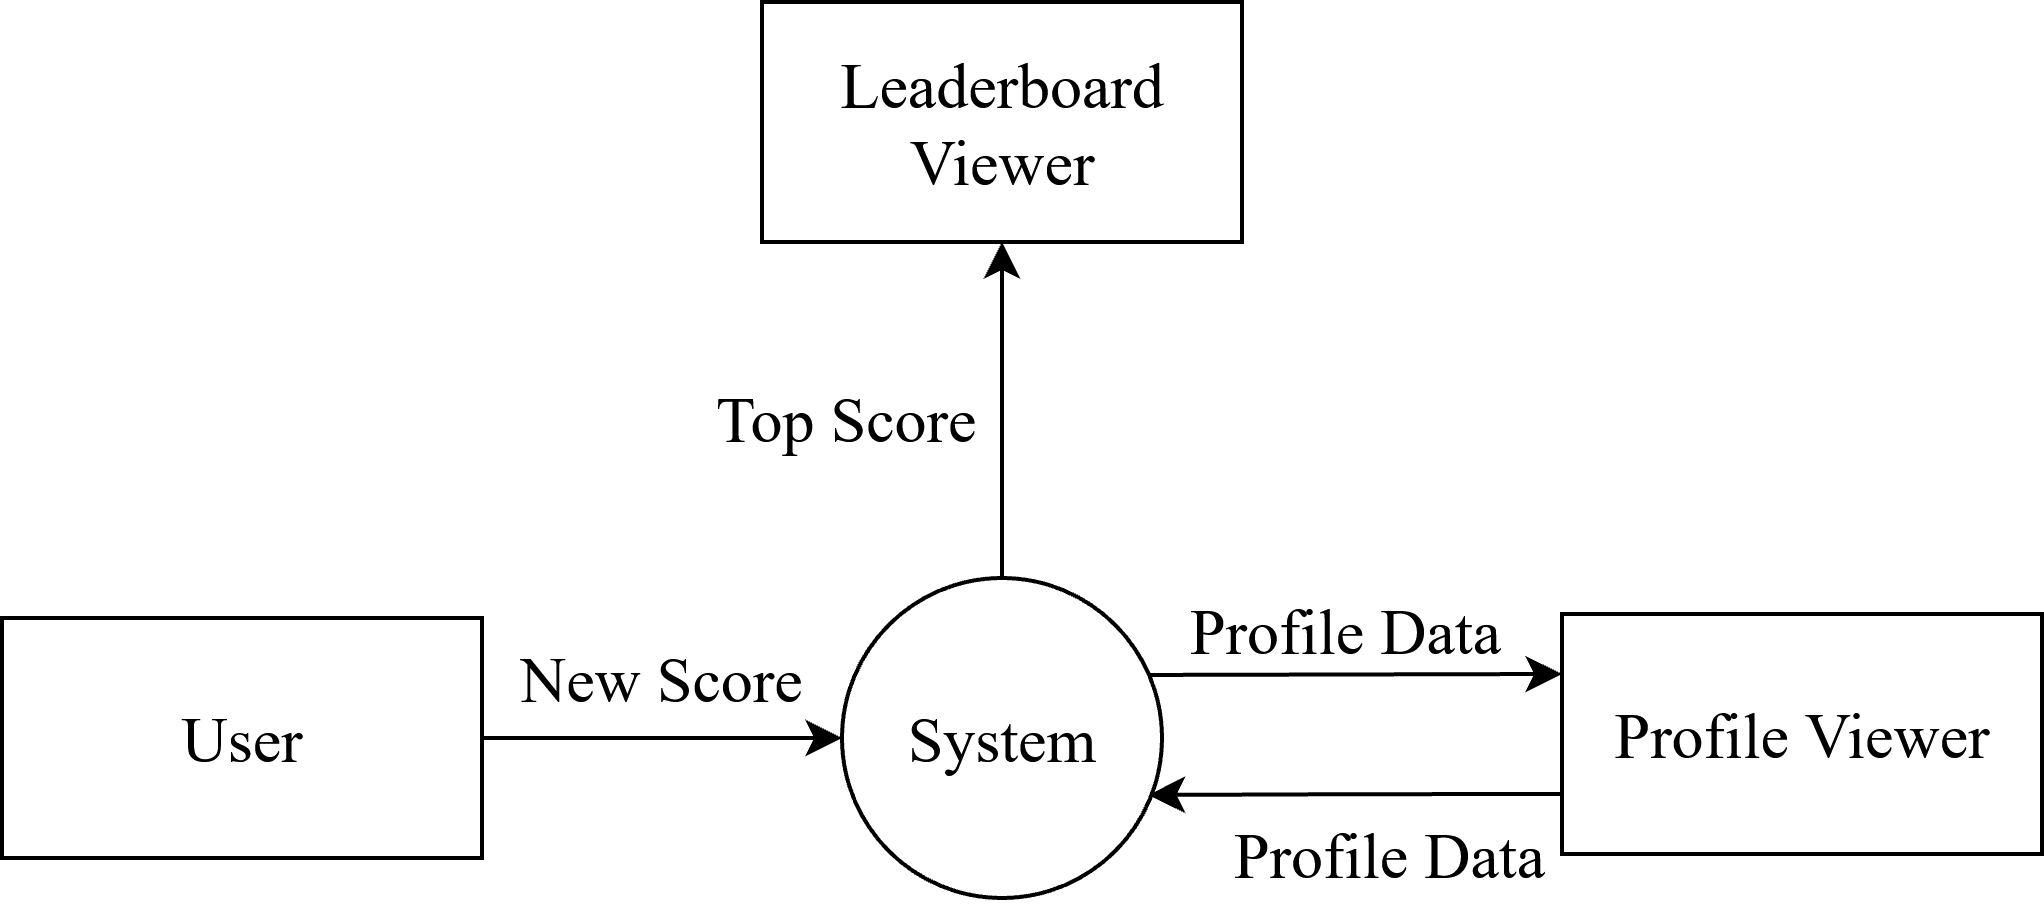 Leaderboard
Viewer
Top Score
Profile Data
New Score
User
System
Profile Viewer
Profile Data